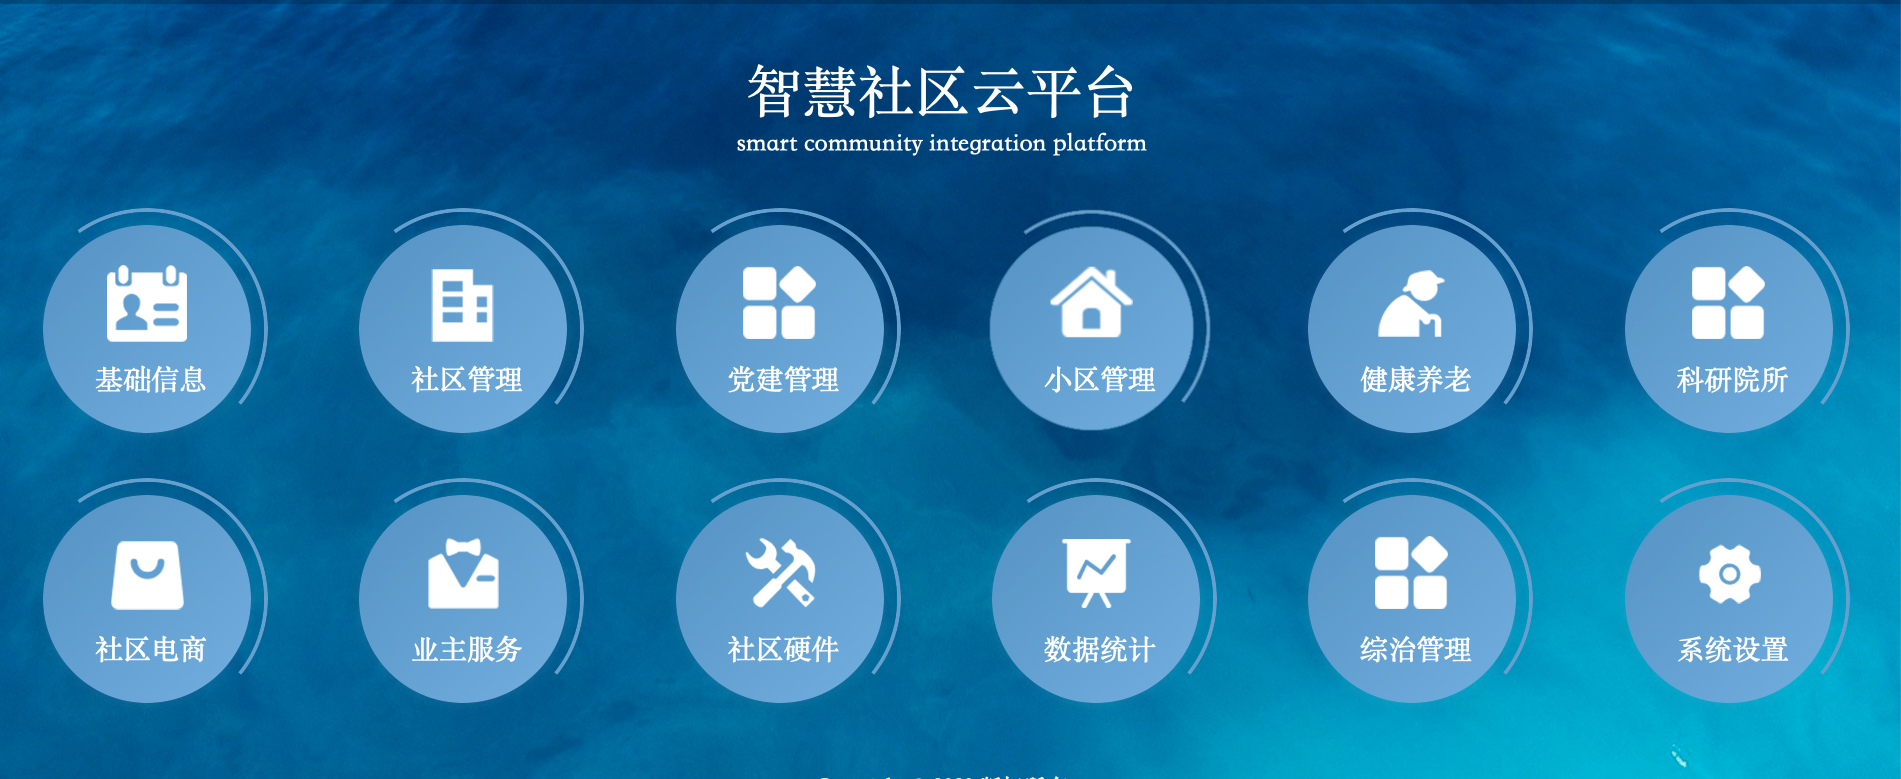 智慧社区云平台
smart community integration platform
基础信息
社区管理
党建管理
小区管理
健康养老
科研院所
社区电商
业主服务
社区硬件
数据统计
综治管理
系统设置